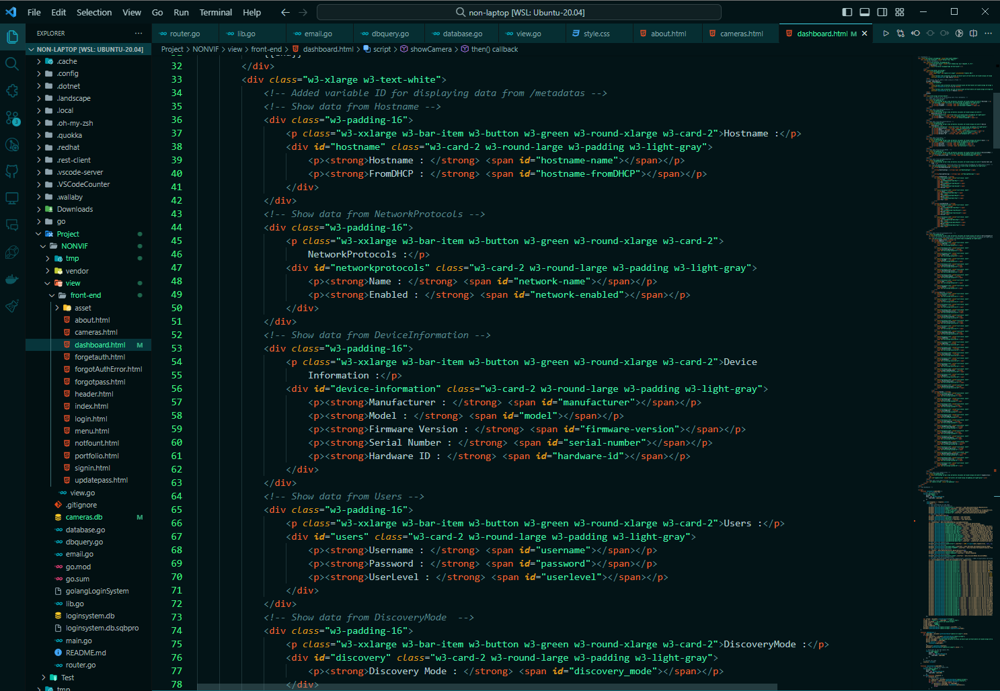 File Edit Selection View Go Run Terminal Help
non-laptop [WSL: Ubuntu-20.04]
EXPLORER
router.go lib.go email.go dbquery.go database.go view.go style.css about.html cameras.html dashboard.html M
NON-LAPTOP [WSL: UBUNTU-20.04]
Project > NONVIF > view > front-end > dashboard.html > script > showCamera > then() callback
.cache
.config
.dotnet
.landscape
.local
.oh-my-zsh
.quokka
.redhat
.rest-client
.vscode-server
.VSCodeCounter
.wallaby
Downloads
go
Project
NONVIF
tmp
vendor
view
front-end
asset
about.html
cameras.html
dashboard.html M
forgetauth.html
forgotAuthError.html
forgotpass.html
header.html
index.html
login.html
menu.html
notfount.html
portfolio.html
signin.html
updatepass.html
view.go
.gitignore
cameras.db M
database.go
dbquery.go
email.go
go.mod
go.sum
golangLoginSystem
lib.go
loginsystem.db
loginsystem.db.sqbpro
main.go
README.md
router.go
Test
tmp
3
32 </div>
33 <div class="w3-xlarge w3-text-white">
34 <!-- Added variable ID for displaying data from /metadatas -->
35 <!-- Show data from Hostname -->
36 <div class="w3-padding-16">
37 <p class="w3-xxlarge w3-bar-item w3-button w3-green w3-round-xlarge w3-card-2">Hostname :</p>
38 <div id="hostname" class="w3-card-2 w3-round-large w3-padding w3-light-gray">
39 <p><strong>Hostname : </strong> <span id="hostname-name"></span></p>
40 <p><strong>FromDHCP : </strong> <span id="hostname-fromDHCP"></span></p>
41 </div>
42 </div>
43 <!-- Show data from NetworkProtocols -->
44 <div class="w3-padding-16">
45 <p class="w3-xxlarge w3-bar-item w3-button w3-green w3-round-xlarge w3-card-2">
46 NetworkProtocols :</p>
47 <div id="networkprotocols" class="w3-card-2 w3-round-large w3-padding w3-light-gray">
48 <p><strong>Name : </strong> <span id="network-name"></span></p>
49 <p><strong>Enabled : </strong> <span id="network-enabled"></span></p>
50 </div>
51 </div>
52 <!-- Show data from DeviceInformation -->
53 <div class="w3-padding-16">
54 <p class="w3-xxlarge w3-bar-item w3-button w3-green w3-round-xlarge w3-card-2">Device
55 Information :</p>
56 <div id="device-information" class="w3-card-2 w3-round-large w3-padding w3-light-gray">
57 <p><strong>Manufacturer : </strong> <span id="manufacturer"></span></p>
58 <p><strong>Model : </strong> <span id="model"></span></p>
59 <p><strong>Firmware Version : </strong> <span id="firmware-version"></span></p>
60 <p><strong>Serial Number : </strong> <span id="serial-number"></span></p>
61 <p><strong>Hardware ID : </strong> <span id="hardware-id"></span></p>
62 </div>
63 </div>
64 <!-- Show data from Users -->
65 <div class="w3-padding-16">
66 <p class="w3-xxlarge w3-bar-item w3-button w3-green w3-round-xlarge w3-card-2">Users :</p>
67 <div id="users" class="w3-card-2 w3-round-large w3-padding w3-light-gray">
68 <p><strong>Username : </strong> <span id="username"></span></p>
69 <p><strong>Password : </strong> <span id="password"></span></p>
70 <p><strong>UserLevel : </strong> <span id="userlevel"></span></p>
71 </div>
72 </div>
73 <!-- Show data from DiscoveryMode  -->
74 <div class="w3-padding-16">
75 <p class="w3-xxlarge w3-bar-item w3-button w3-green w3-round-xlarge w3-card-2">DiscoveryMode :</p>
76 <div id="discovery" class="w3-card-2 w3-round-large w3-padding w3-light-gray">
77 <p><strong>Discovery Mode : </strong> <span id="discovery_mode"></span></p>
78 </div>